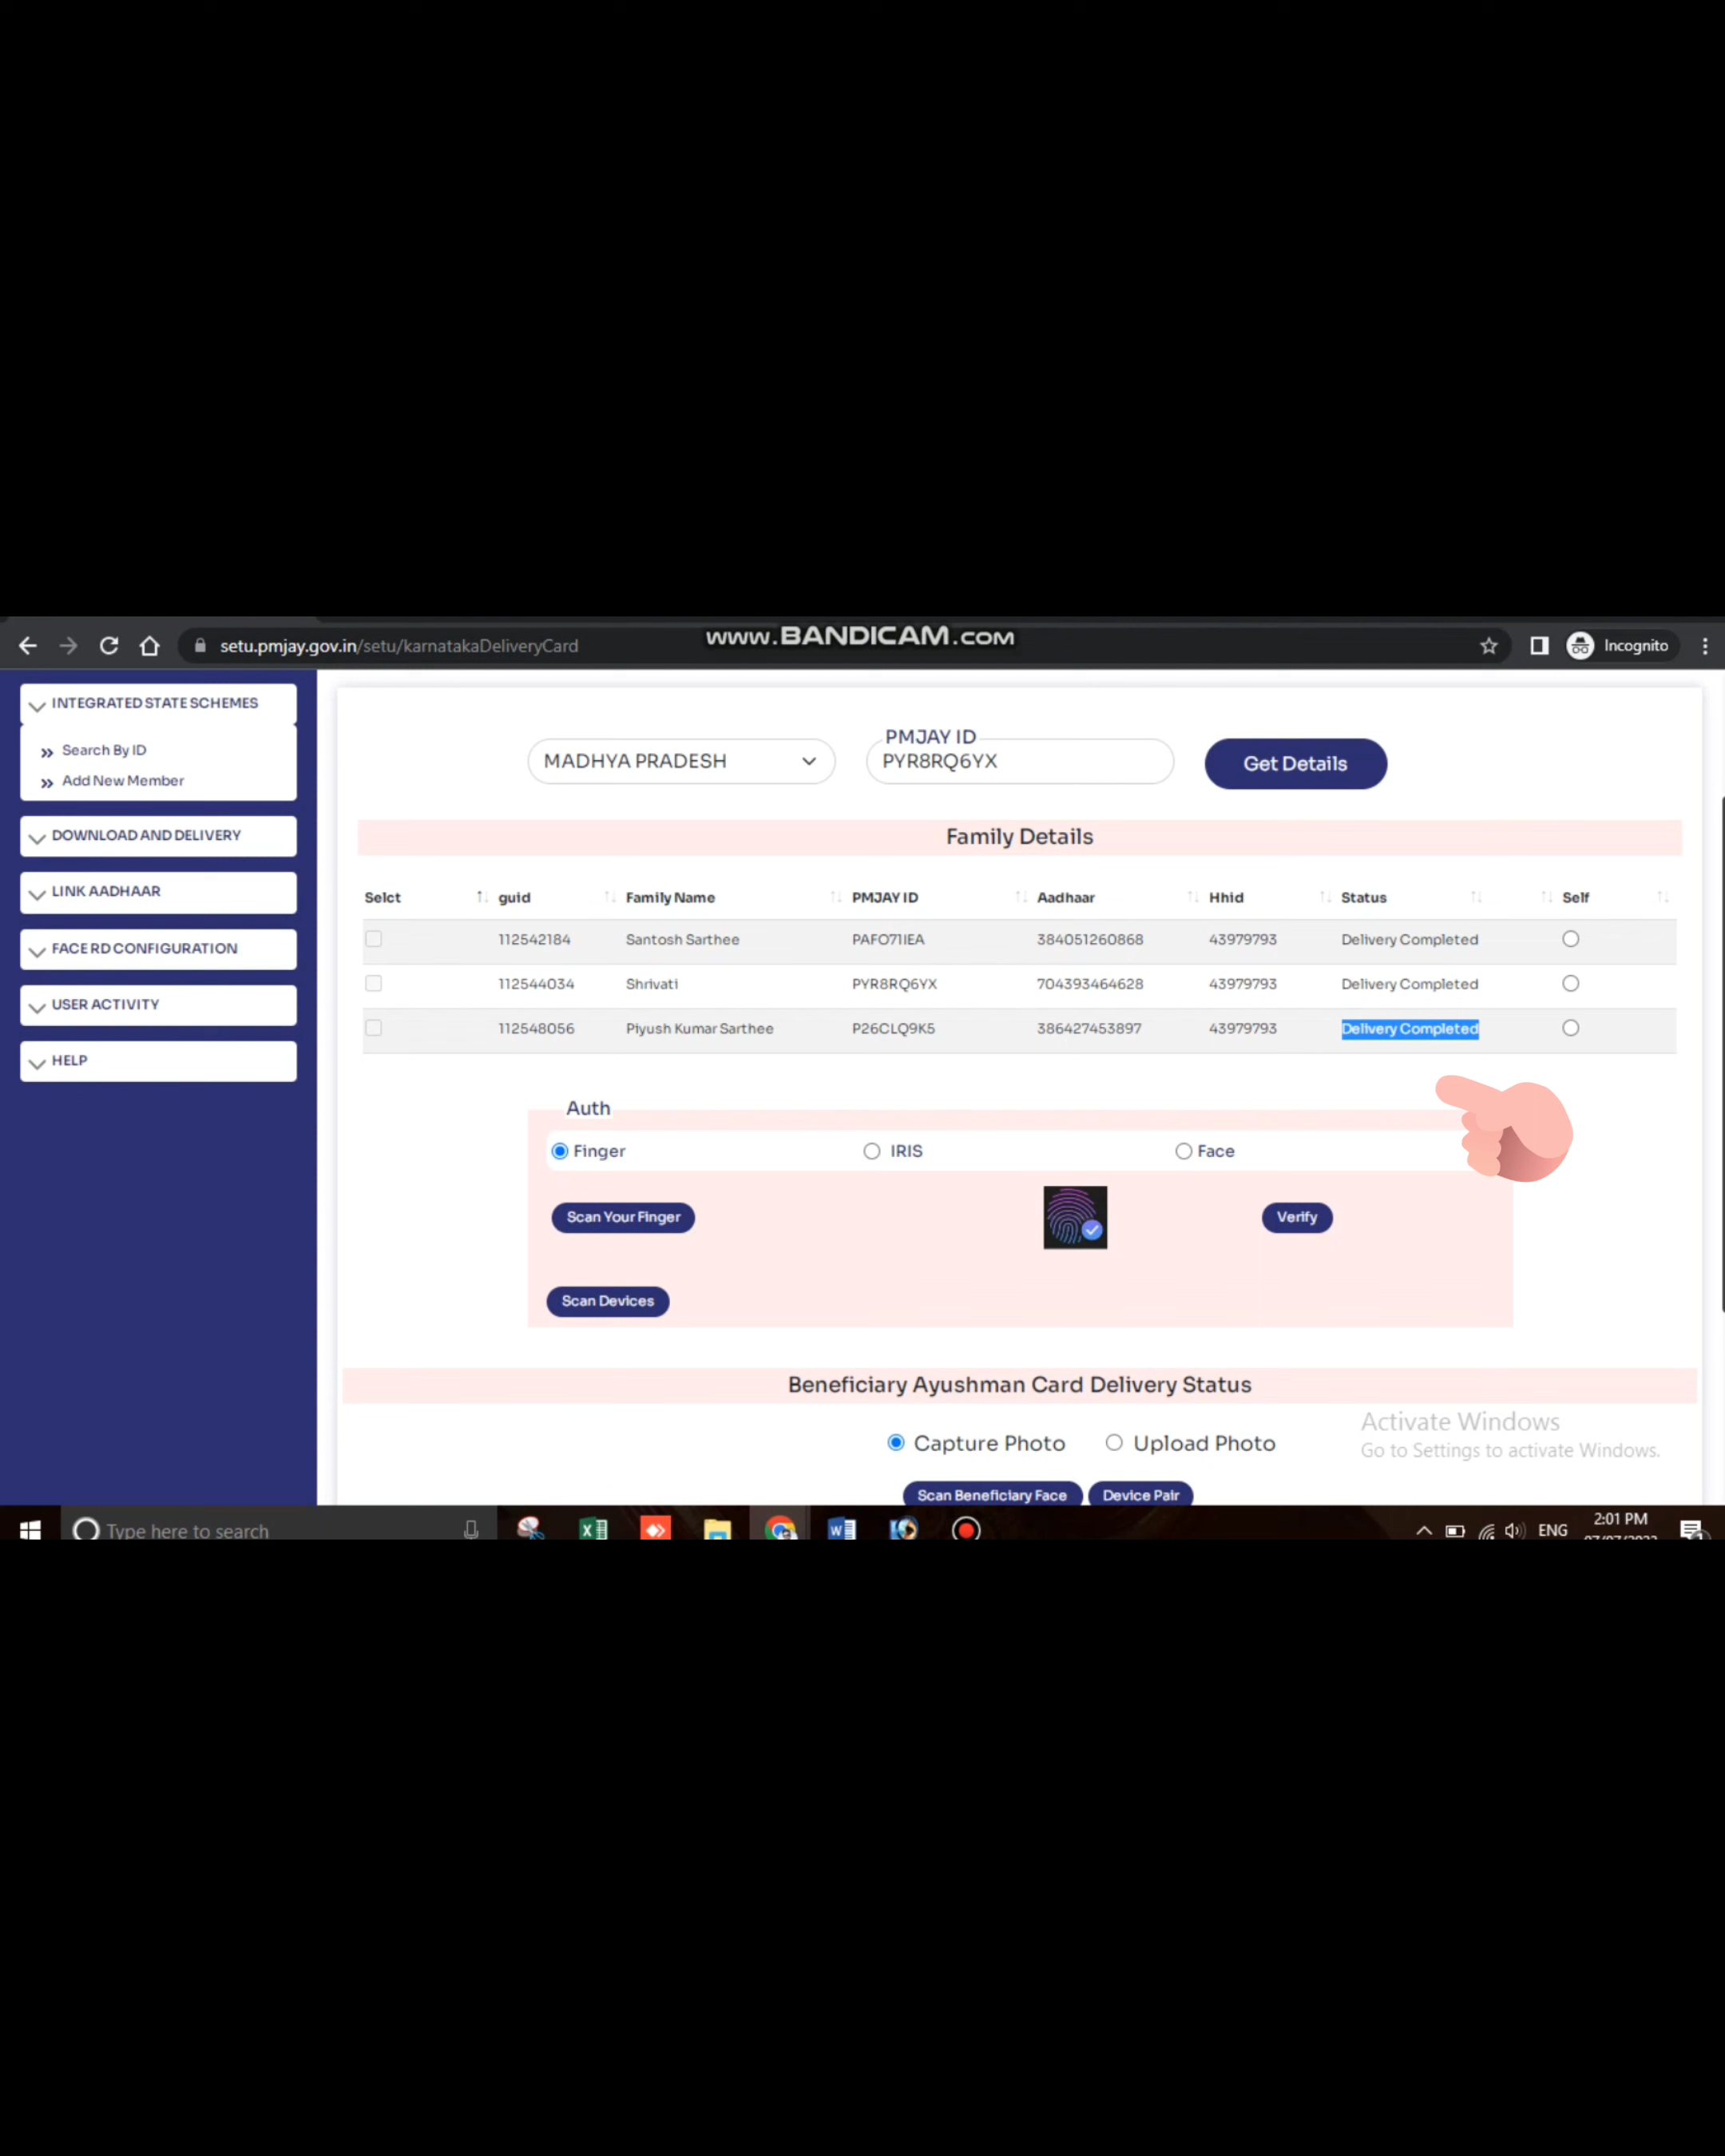 www.BANDICAM.com
setu.pmjay.gov.in/setu/karnatakaDeliveryCard
Incognito
INTEGRATED STATE SCHEMES
Search By ID
Add New Member
DOWNLOAD AND DELIVERY
LINK AADHAAR
FACE RD CONFIGURATION
USER ACTIVITY
HELP
MADHYA PRADESH
PMJAY ID
PYR8RQ6YX
Get Details
Family Details
Selct guid Family Name PMJAY ID Aadhaar Hhid Status Self
112542184 Santosh Sarthee PAFO71IEA 384051260868 43979793 Delivery Completed
112544034 Shrivati PYR8RQ6YX 704393464628 43979793 Delivery Completed
112548056 Piyush Kumar Sarthee P26CLQ9K5 386427453897 43979793 Delivery Completed
Auth
Finger IRIS Face
Scan Your Finger Verify
Scan Devices
Beneficiary Ayushman Card Delivery Status
Capture Photo Upload Photo
Scan Beneficiary Face Device Pair
Activate Windows
Go to Settings to activate Windows.
Type here to search
ENG
2:01 PM